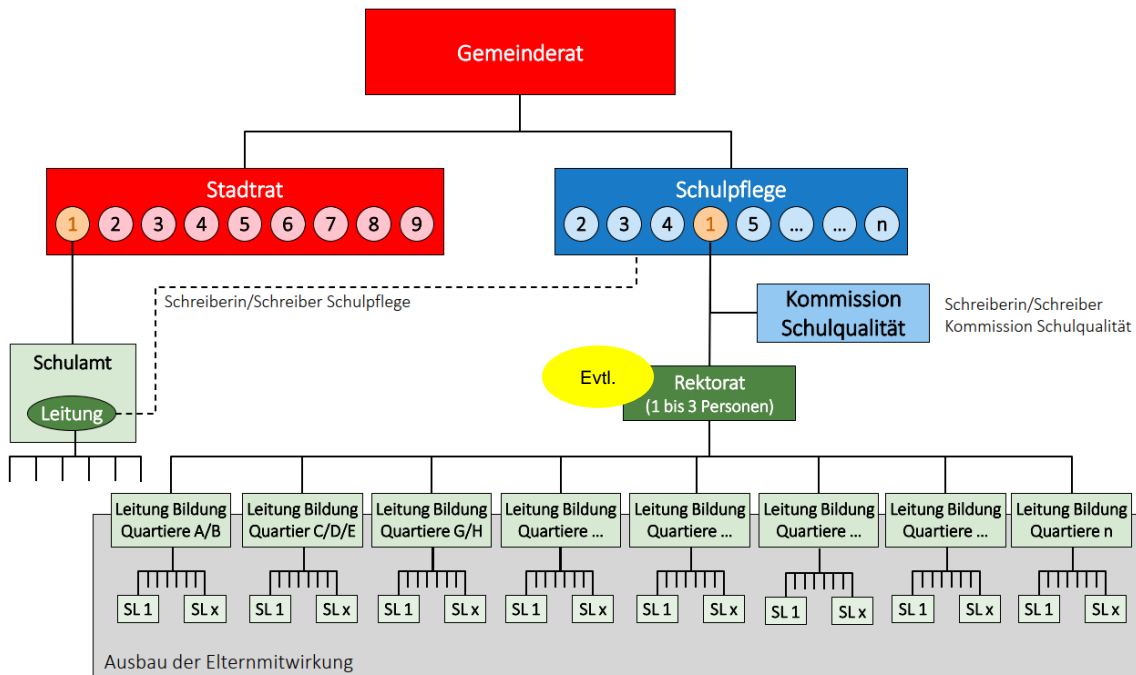 Gemeinderat
Stadtrat
1 2 3 4 5 6 7 8 9
Schulpflege
2 3 4 1 5 ... ... n
Schreiberin/Schreiber Schulpflege
Kommission
Schulqualität
Schreiberin/Schreiber
Kommission Schulqualität
Schulamt
Leitung
Evtl.
Rektorat
(1 bis 3 Personen)
Leitung Bildung
Quartiere A/B
Leitung Bildung
Quartier C/D/E
Leitung Bildung
Quartiere G/H
Leitung Bildung
Quartiere ...
Leitung Bildung
Quartiere ...
Leitung Bildung
Quartiere ...
Leitung Bildung
Quartiere ...
Leitung Bildung
Quartiere n
SL 1 SL x SL 1 SL x SL 1 SL x SL 1 SL x SL 1 SL x SL 1 SL x SL 1 SL x SL 1 SL x
Ausbau der Elternmitwirkung